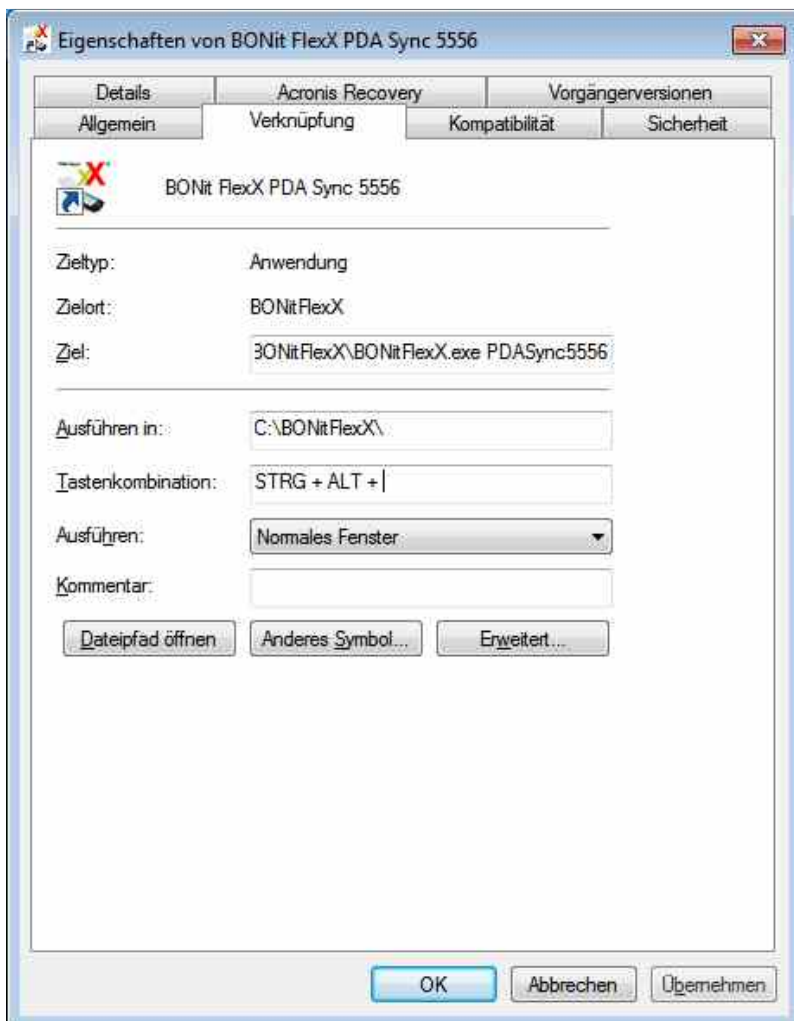 Eigenschaften von BONit FlexX PDA Sync 5556
Details Acronis Recovery Vorgängerversionen
Allgemein Verknüpfung Kompatibilität Sicherheit
BONit FlexX PDA Sync 5556
Zieltyp: Anwendung
Zielort: BONitFlexX
Ziel: BONitFlexX\BONitFlexX.exe PDASync5556
Ausführen in: C:\BONitFlexX\
Tastenkombination: STRG + ALT +
Ausführen: Normales Fenster
Kommentar:
Dateipfad öffnen Anderes Symbol... Erweitert...
OK Abbrechen Übernehmen